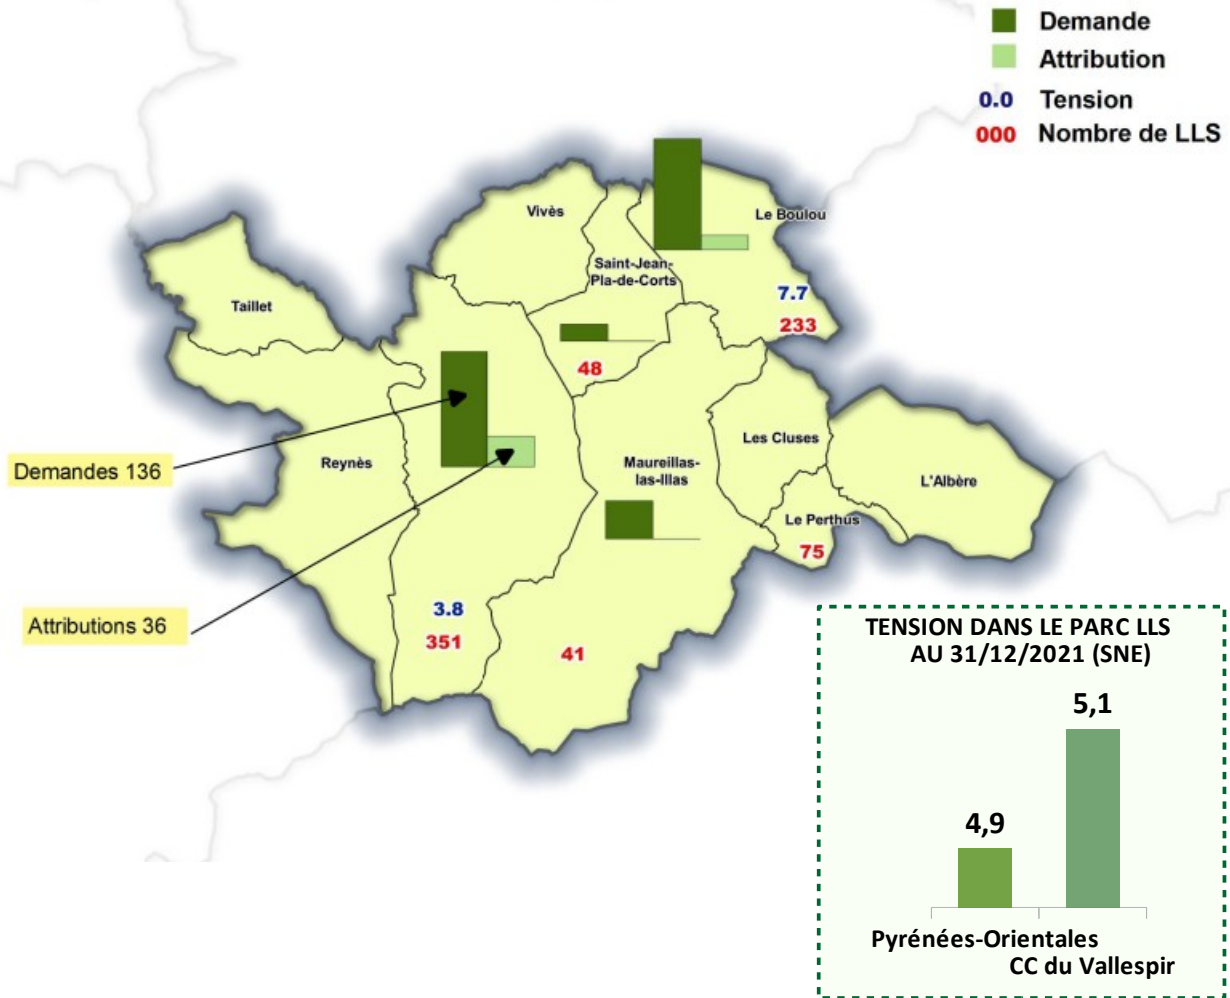 Demande
Attribution
0.0 Tension
000 Nombre de LLS
Vivès
Le Boulou
Saint-Jean-
Pla-de-Corts
Taillet
7.7
233
48
Demandes 136
Reynès
Maureillas-
las-Illas
Les Cluses
L'Albère
Le Perthus
75
Attributions 36
3.8
351
41
TENSION DANS LE PARC LLS
AU 31/12/2021 (SNE)
5,1
4,9
Pyrénées-Orientales
CC du Vallespir